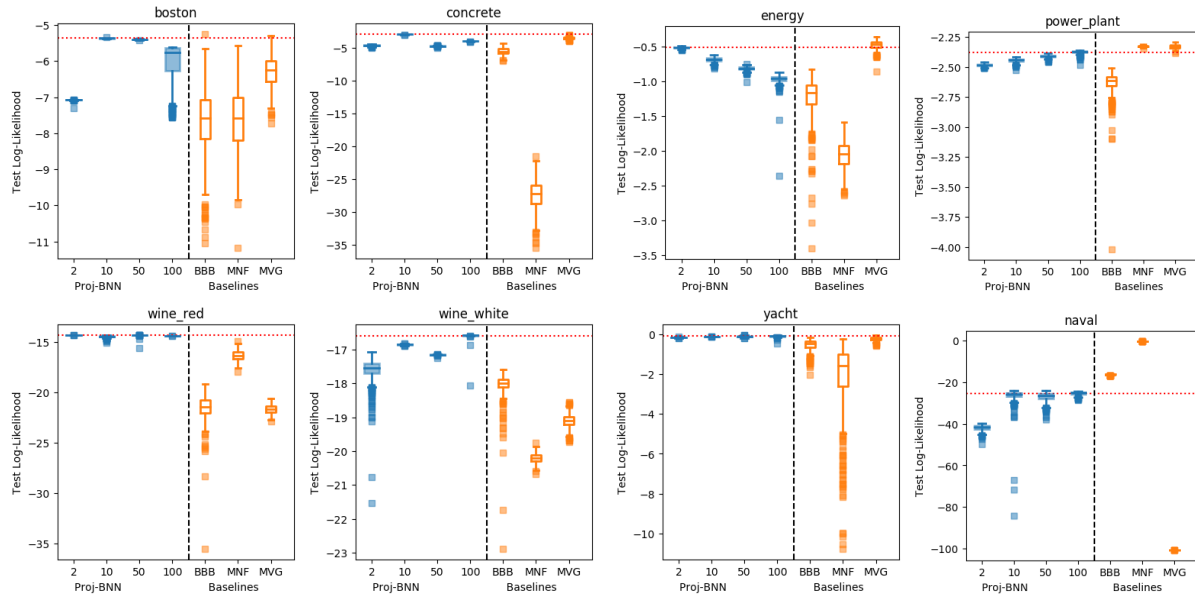 boston
Test Log-Likelihood
−5
−6
−7
−8
−9
−10
−11
2 10 50 100 BBB MNF MVG
Proj-BNN Baselines
concrete
Test Log-Likelihood
−5
−10
−15
−20
−25
−30
−35
2 10 50 100 BBB MNF MVG
Proj-BNN Baselines
energy
Test Log-Likelihood
−0.5
−1.0
−1.5
−2.0
−2.5
−3.0
−3.5
2 10 50 100 BBB MNF MVG
Proj-BNN Baselines
power_plant
Test Log-Likelihood
−2.25
−2.50
−2.75
−3.00
−3.25
−3.50
−3.75
−4.00
2 10 50 100 BBB MNF MVG
Proj-BNN Baselines
wine_red
Test Log-Likelihood
−15
−20
−25
−30
−35
2 10 50 100 BBB MNF MVG
Proj-BNN Baselines
wine_white
Test Log-Likelihood
−17
−18
−19
−20
−21
−22
−23
2 10 50 100 BBB MNF MVG
Proj-BNN Baselines
yacht
Test Log-Likelihood
0
−2
−4
−6
−8
−10
2 10 50 100 BBB MNF MVG
Proj-BNN Baselines
naval
Test Log-Likelihood
0
−20
−40
−60
−80
−100
2 10 50 100 BBB MNF MVG
Proj-BNN Baselines